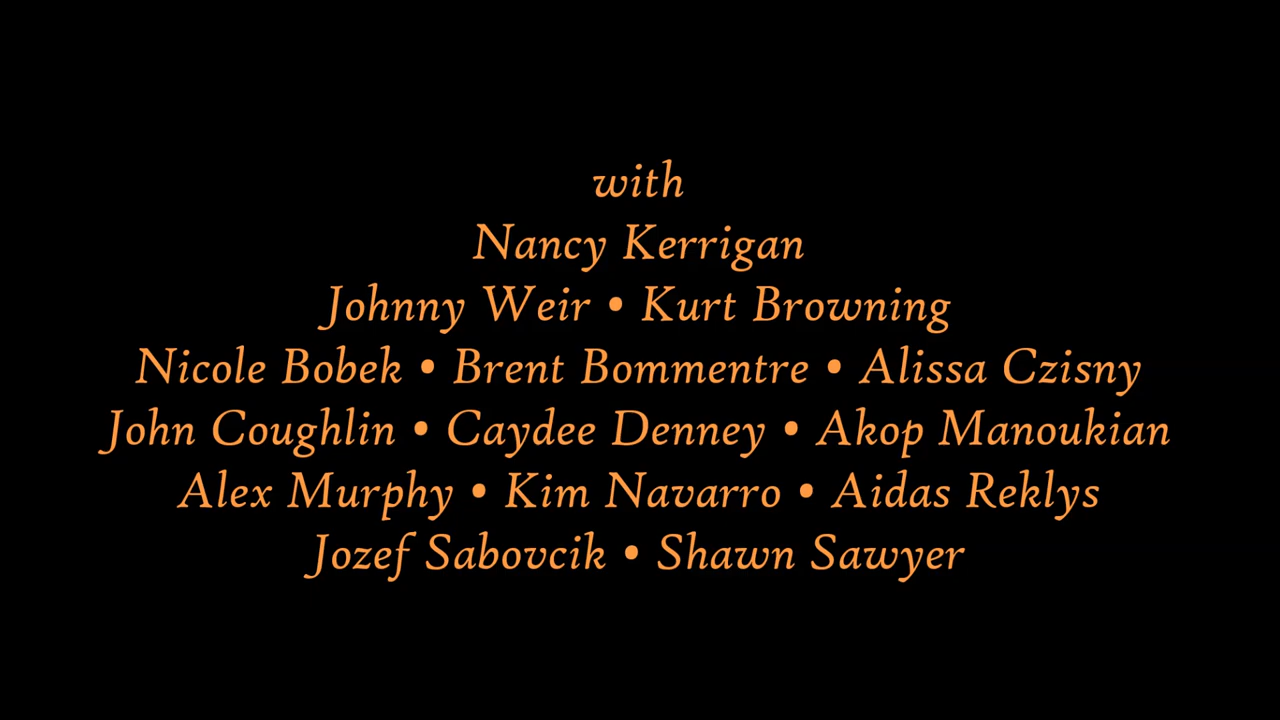 with
Nancy Kerrigan
Johnny Weir • Kurt Browning
Nicole Bobek • Brent Bommentre • Alissa Czisny
John Coughlin • Caydee Denney • Akop Manoukian
Alex Murphy • Kim Navarro • Aidas Reklys
Jozef Sabovcik • Shawn Sawyer